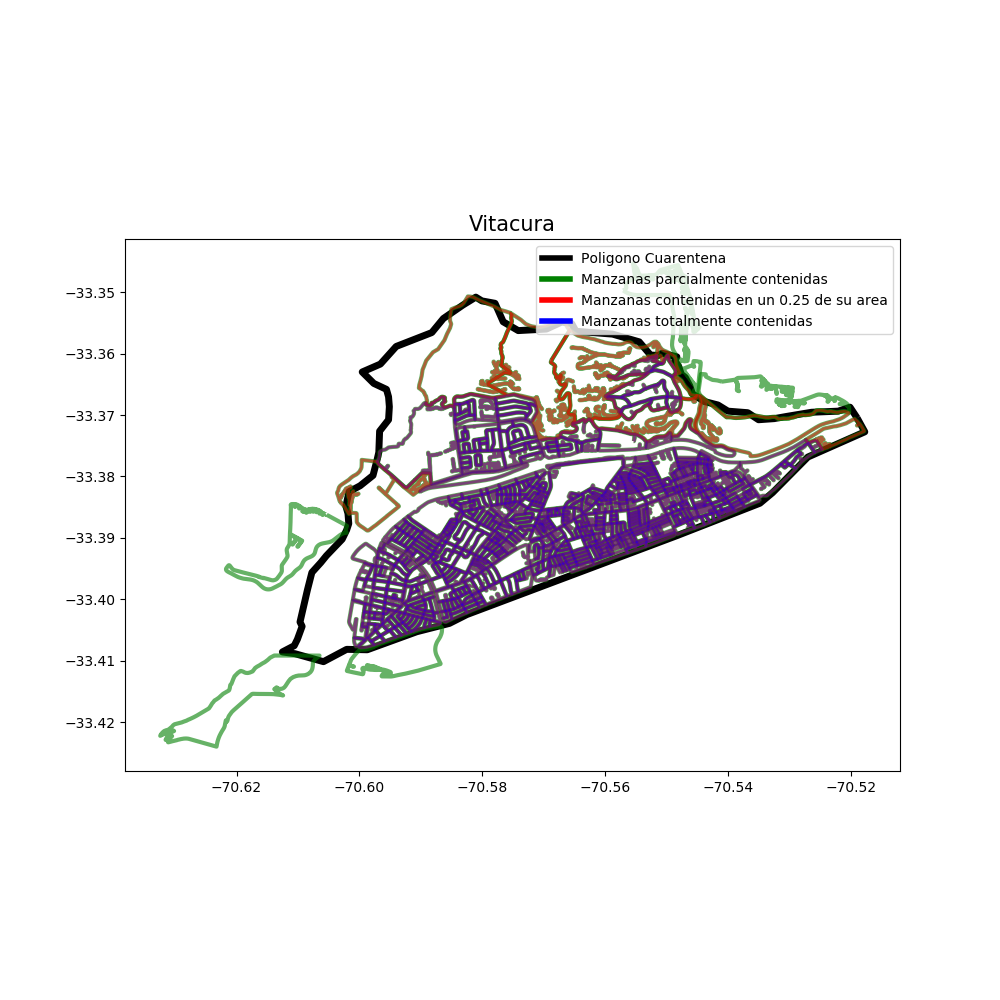 Vitacura
Poligono Cuarentena
Manzanas parcialmente contenidas
Manzanas contenidas en un 0.25 de su area
Manzanas totalmente contenidas
−33.35
−33.36
−33.37
−33.38
−33.39
−33.40
−33.41
−33.42
−70.62 −70.60 −70.58 −70.56 −70.54 −70.52